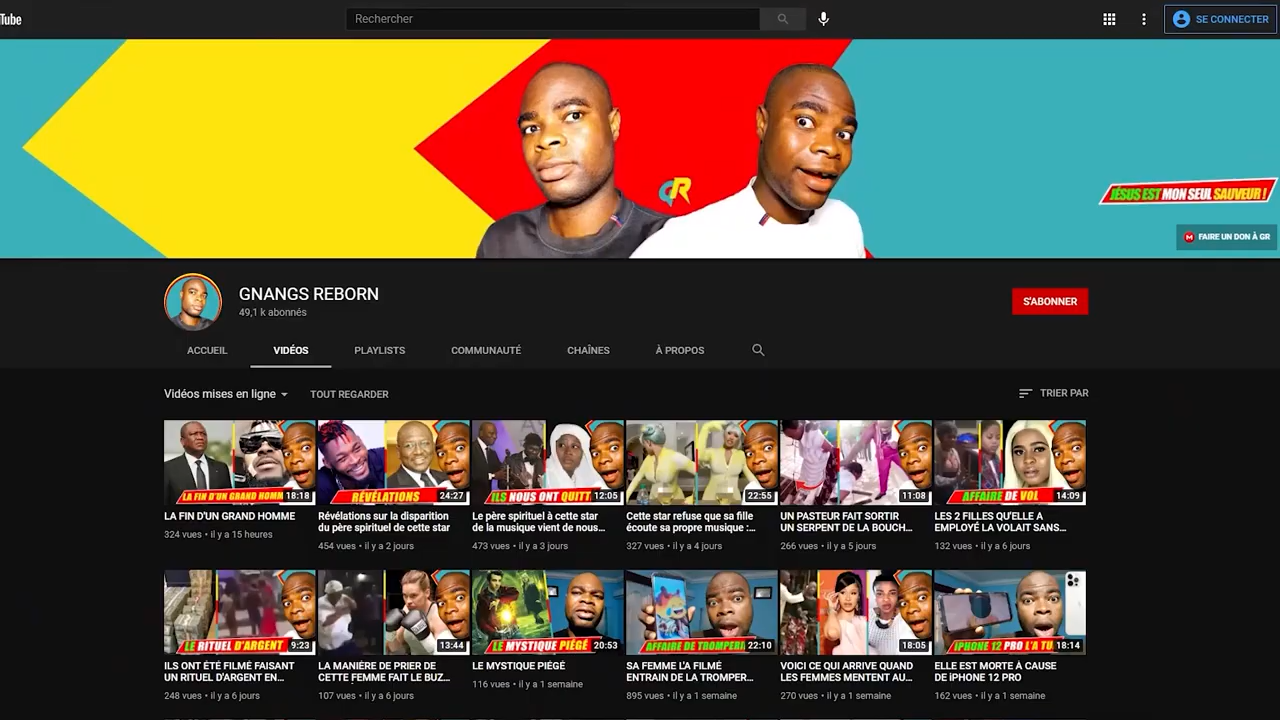 Tube
Rechercher
SE CONNECTER
GR
JÉSUS EST MON SEUL SAUVEUR !
FAIRE UN DON À GR
GNANGS REBORN
49,1 k abonnés
S'ABONNER
ACCUEIL
VIDÉOS
PLAYLISTS
COMMUNAUTÉ
CHAÎNES
À PROPOS
Vidéos mises en ligne
TOUT REGARDER
TRIER PAR
LA FIN D'UN GRAND HOMM
18:18
RÉVÉLATIONS
24:27
ILS NOUS ONT QUITT
12:05
22:55
11:08
AFFAIRE DE VOL
14:09
LA FIN D'UN GRAND HOMME
324 vues • il y a 15 heures
Révélations sur la disparition
du père spirituel de cette star
454 vues • il y a 2 jours
Le père spirituel à cette star
de la musique vient de nous...
473 vues • il y a 3 jours
Cette star refuse que sa fille
écoute sa propre musique :...
327 vues • il y a 4 jours
UN PASTEUR FAIT SORTIR
UN SERPENT DE LA BOUCH...
266 vues • il y a 5 jours
LES 2 FILLES QU'ELLE A
EMPLOYÉ LA VOLAIT SANS...
132 vues • il y a 6 jours
LE RITUEL D'ARGENT
9:23
13:44
LE MYSTIQUE PIÉGÉ
20:53
AFFAIRE DE TROMPERI
22:10
18:05
IPHONE 12 PRO L'A TU
18:14
ILS ONT ÉTÉ FILMÉ FAISANT
UN RITUEL D'ARGENT EN...
248 vues • il y a 6 jours
LA MANIÈRE DE PRIER DE
CETTE FEMME FAIT LE BUZ...
107 vues • il y a 6 jours
LE MYSTIQUE PIÉGÉ
116 vues • il y a 1 semaine
SA FEMME L'A FILMÉ
ENTRAIN DE LA TROMPER...
895 vues • il y a 1 semaine
VOICI CE QUI ARRIVE QUAND
LES FEMMES MENTENT AU...
270 vues • il y a 1 semaine
ELLE EST MORTE À CAUSE
DE iPHONE 12 PRO
162 vues • il y a 1 semaine